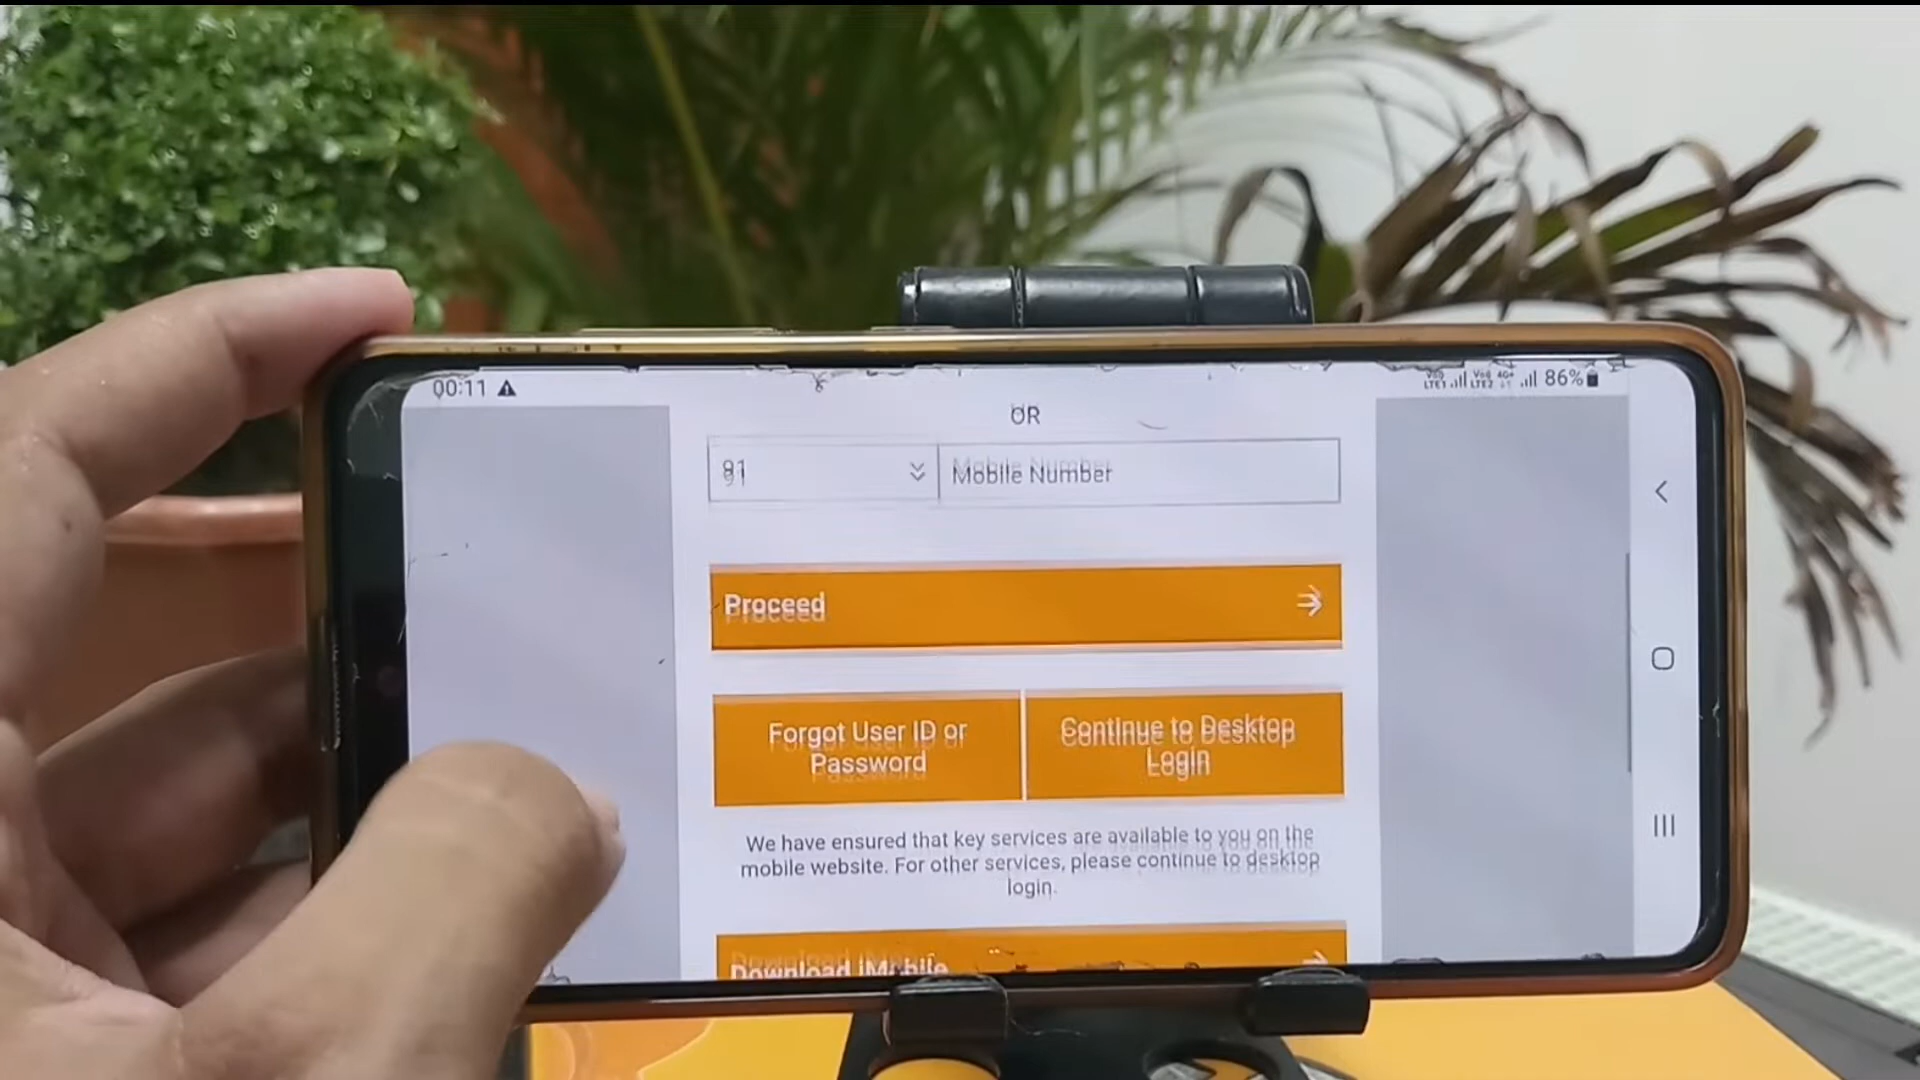 00:11
86%
OR
91
Mobile Number
Proceed
Forgot User ID or
Password
Continue to Desktop
Login
We have ensured that key services are available to you on the
mobile website. For other services, please continue to desktop
login.
Download iMobile